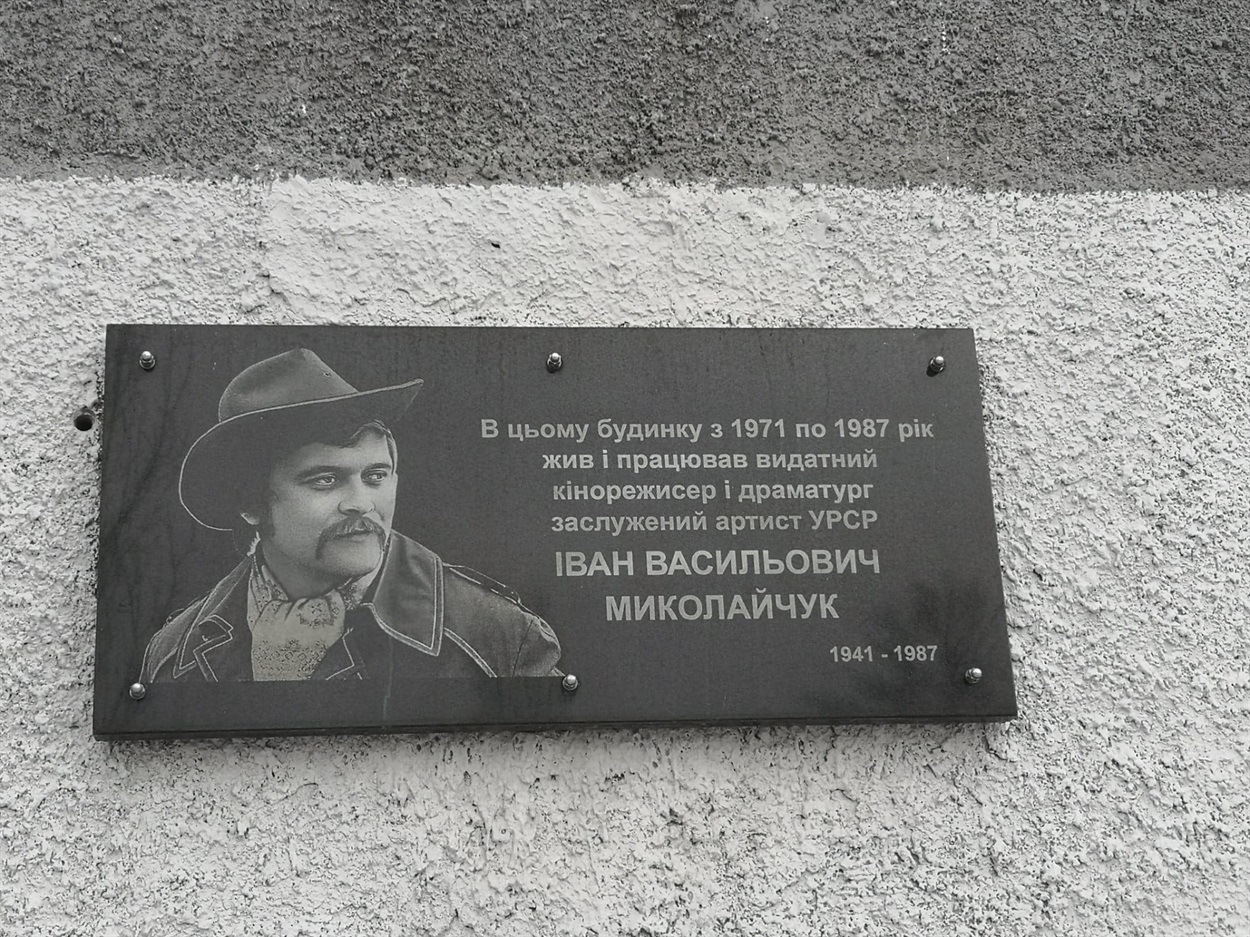 В цьому будинку з 1971 по 1987 рік
жив і працював видатний
кінорежисер і драматург
заслужений артист УРСР
ІВАН ВАСИЛЬОВИЧ
МИКОЛАЙЧУК
1941 - 1987